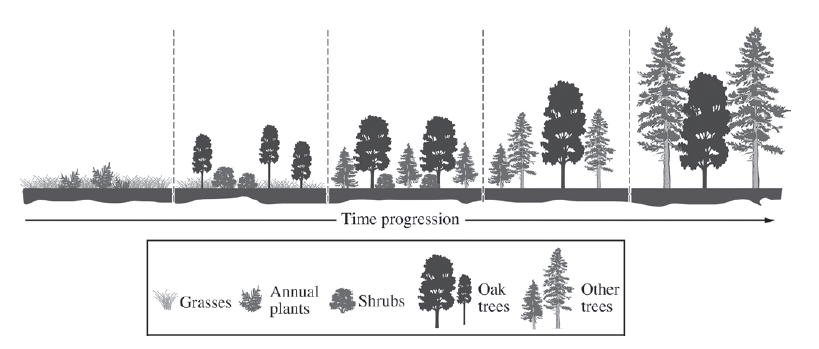 Time progression
Grasses
Annual
plants
Shrubs
Oak
trees
Other
trees